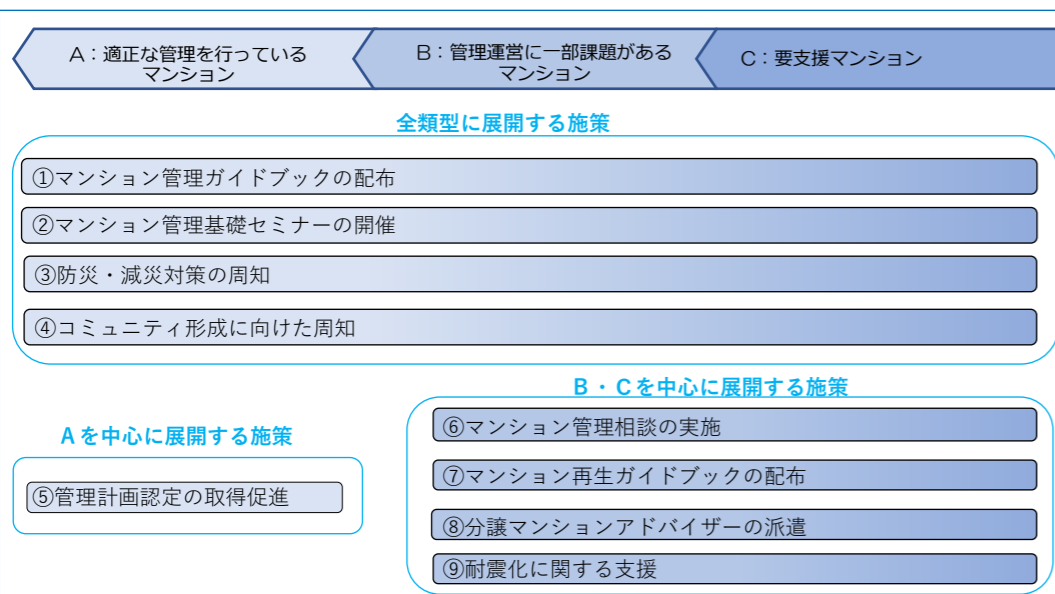 A：適正な管理を行っている
マンション
B：管理運営に一部課題がある
マンション
C：要支援マンション
全類型に展開する施策
①マンション管理ガイドブックの配布
②マンション管理基礎セミナーの開催
③防災・減災対策の周知
④コミュニティ形成に向けた周知
Aを中心に展開する施策
⑤管理計画認定の取得促進
B・Cを中心に展開する施策
⑥マンション管理相談の実施
⑦マンション再生ガイドブックの配布
⑧分譲マンションアドバイザーの派遣
⑨耐震化に関する支援